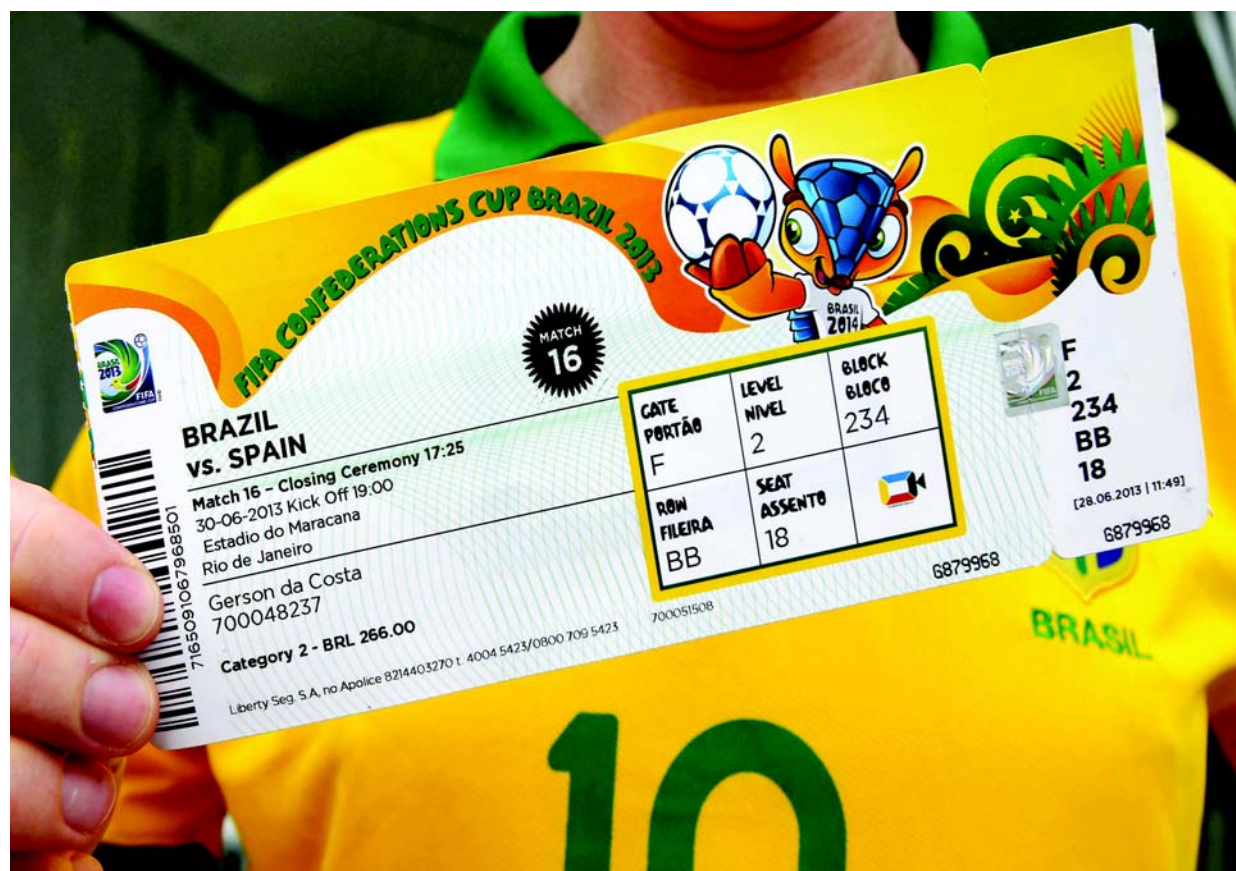 FIFA CONFEDERATIONS CUP BRAZIL 2013
BRASIL
2014
MATCH
16
BRASIL
2013
FIFA
BRAZIL
vs. SPAIN
Match 16 - Closing Ceremony 17:25
30-06-2013 Kick Off 19:00
Estadio do Maracana
Rio de Janeiro
Gerson da Costa
700048237
Category 2 - BRL 266.00
Liberty Seg. S.A, no Apolice 8214403270 t. 4004 5423/0800 709 5423
700051508
7165091067968501
GATE
PORTÃO
F
LEVEL
NIVEL
2
BLOCK
BLOCO
234
ROW
FILEIRA
BB
SEAT
ASSENTO
18
6879968
F
2
234
BB
18
[28.06.2013 | 11:49]
6879968
BRASIL
10